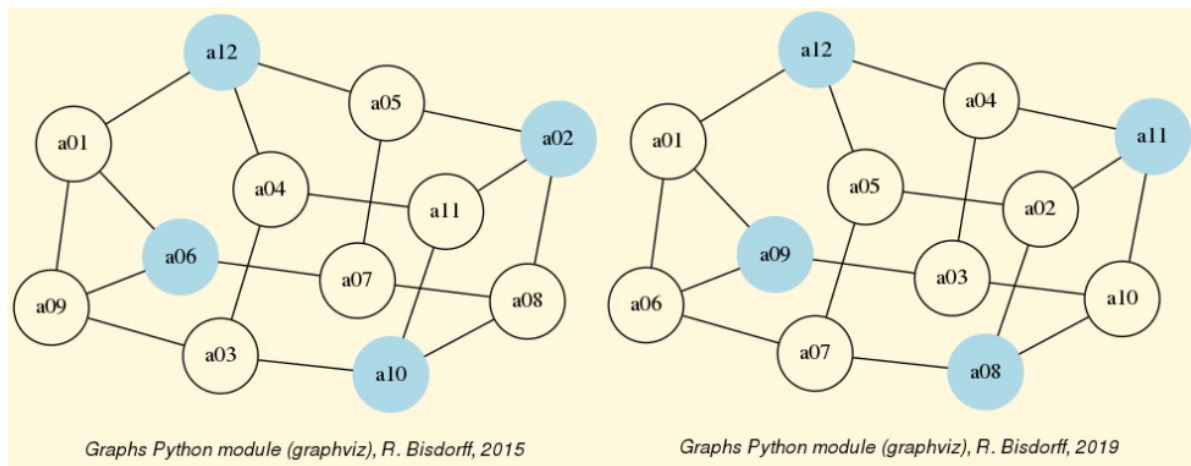 a12
a05
a02
a01
a04
a11
a06
a07
a08
a09
a03
a10
Graphs Python module (graphviz), R. Bisdorff, 2015
a12
a04
a11
a01
a05
a02
a09
a03
a10
a06
a07
a08
Graphs Python module (graphviz), R. Bisdorff, 2019